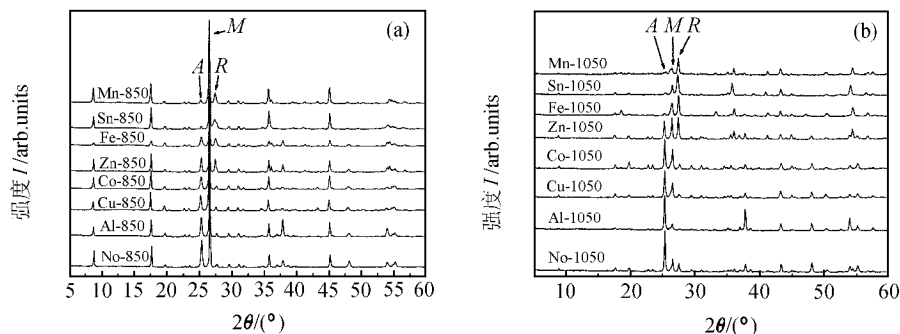 (a)
M
A
R
Mn-850
Sn-850
Fe-850
Zn-850
Co-850
Cu-850
Al-850
No-850
强度 I /arb.units
5 10 15 20 25 30 35 40 45 50 55 60
2θ/(°)
(b)
A M R
Mn-1050
Sn-1050
Fe-1050
Zn-1050
Co-1050
Cu-1050
Al-1050
No-1050
强度 I /arb.units
10 20 30 40 50 60
2θ/(°)